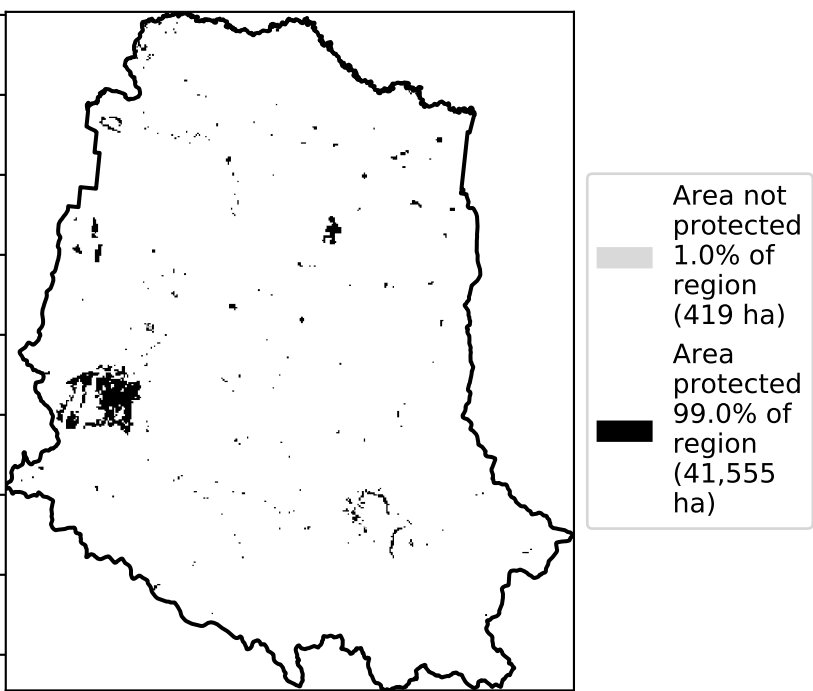 Area not
protected
1.0% of
region
(419 ha)
Area
protected
99.0% of
region
(41,555
ha)